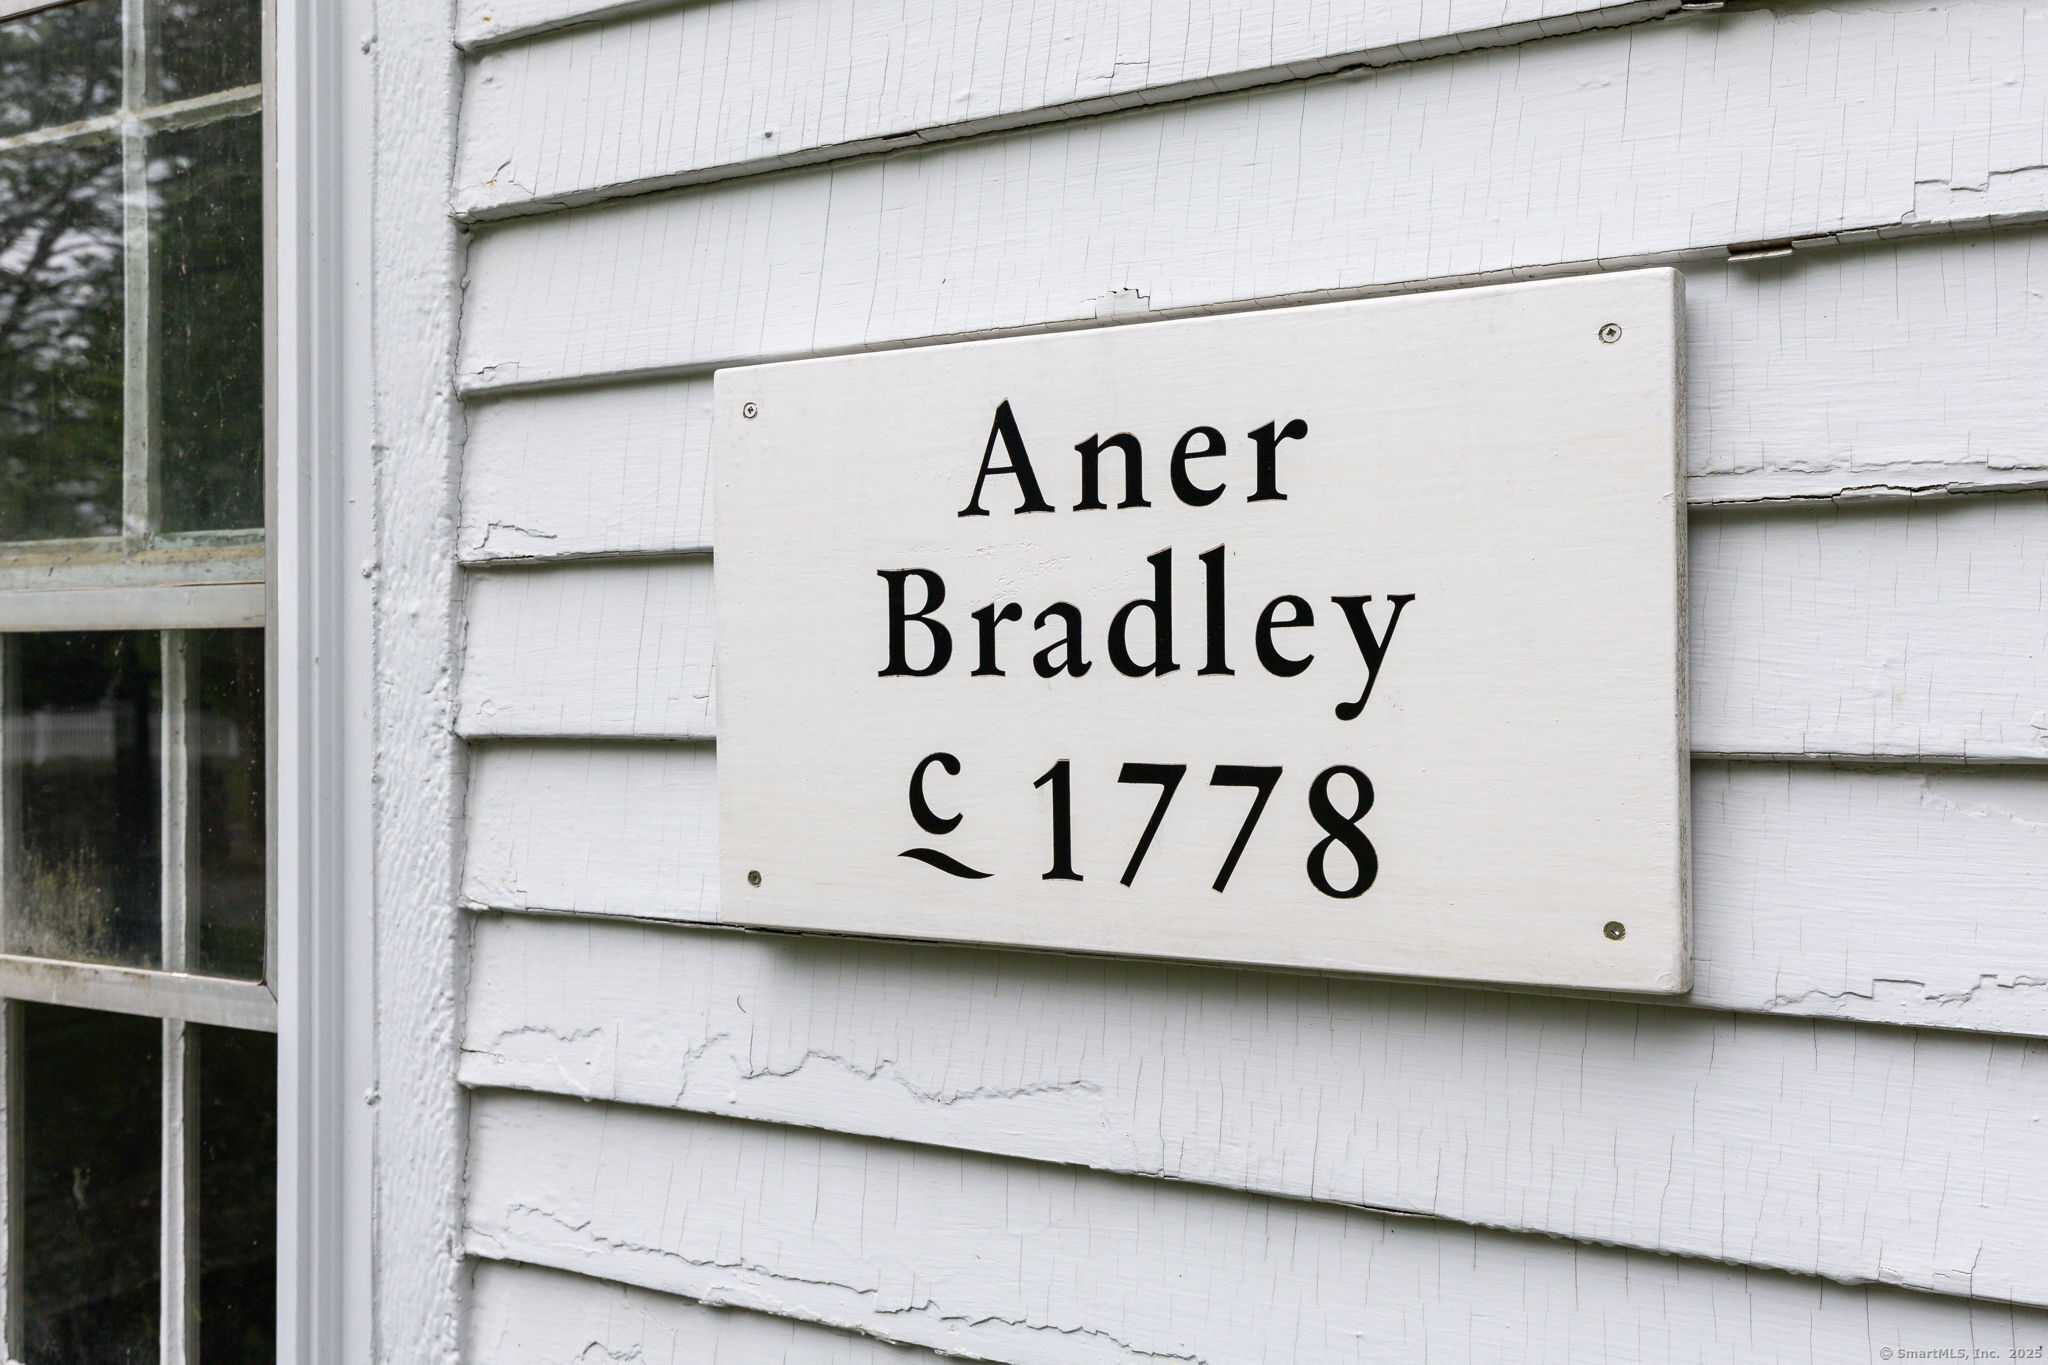 Aner
Bradley
c 1778
© SmartMLS, Inc. 2025